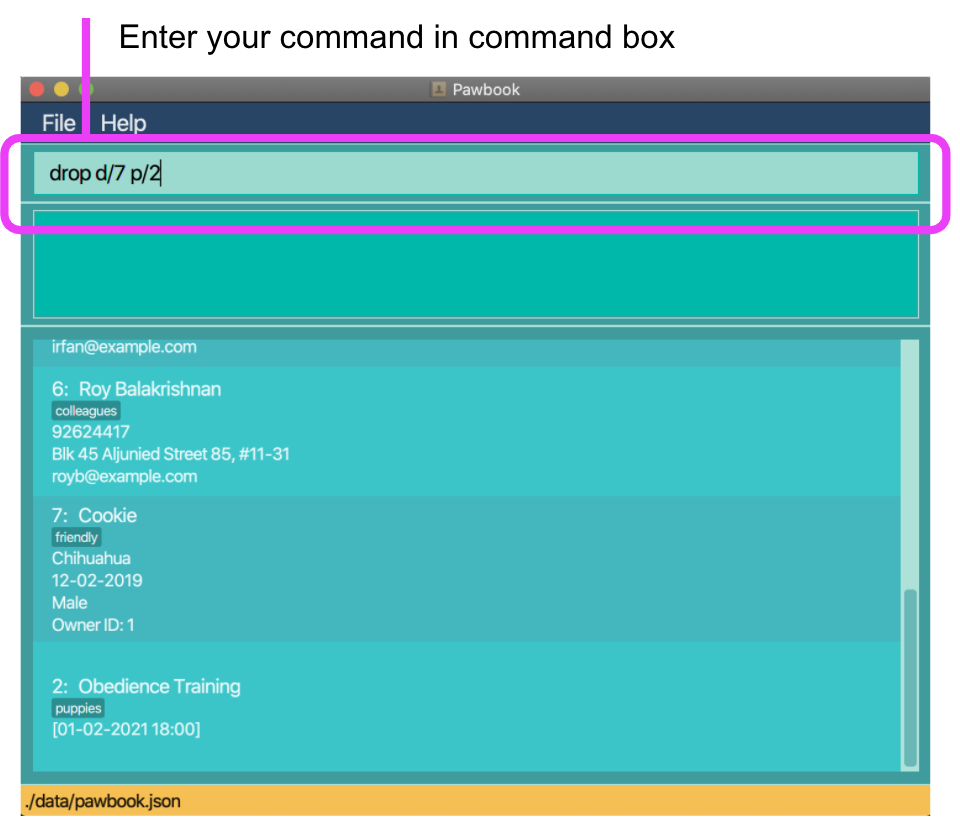 Enter your command in command box
Pawbook
File Help
drop d/7 p/2
irfan@example.com
6: Roy Balakrishnan
colleagues
92624417
Blk 45 Aljunied Street 85, #11-31
royb@example.com
7: Cookie
friendly
Chihuahua
12-02-2019
Male
Owner ID: 1
2: Obedience Training
puppies
[01-02-2021 18:00]
./data/pawbook.json